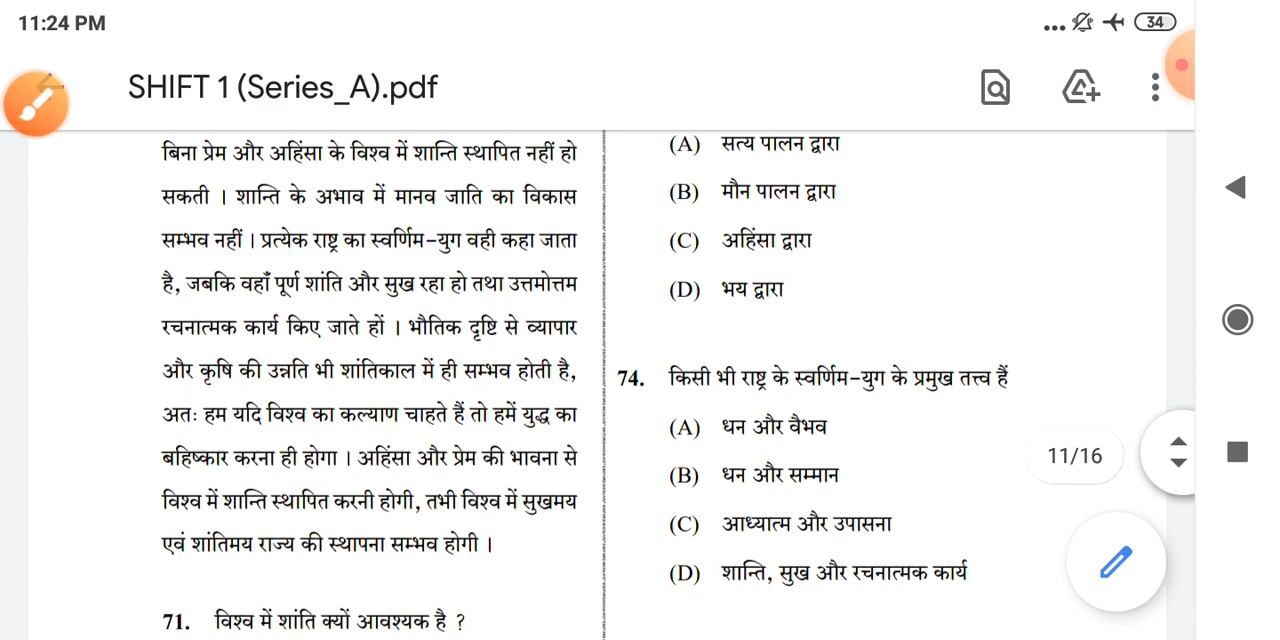 11:24 PM
34
SHIFT 1 (Series_A).pdf
बिना प्रेम और अहिंसा के विश्व में शान्ति स्थापित नहीं हो
सकती । शान्ति के अभाव में मानव जाति का विकास
सम्भव नहीं । प्रत्येक राष्ट्र का स्वर्णिम-युग वही कहा जाता
है, जबकि वहाँ पूर्ण शांति और सुख रहा हो तथा उत्तमोत्तम
रचनात्मक कार्य किए जाते हों । भौतिक दृष्टि से व्यापार
और कृषि की उन्नति भी शांतिकाल में ही सम्भव होती है,
अतः हम यदि विश्व का कल्याण चाहते हैं तो हमें युद्ध का
बहिष्कार करना ही होगा । अहिंसा और प्रेम की भावना से
विश्व में शान्ति स्थापित करनी होगी, तभी विश्व में सुखमय
एवं शांतिमय राज्य की स्थापना सम्भव होगी ।
71. विश्व में शांति क्यों आवश्यक है ?
(A) सत्य पालन द्वारा
(B) मौन पालन द्वारा
(C) अहिंसा द्वारा
(D) भय द्वारा
74. किसी भी राष्ट्र के स्वर्णिम-युग के प्रमुख तत्त्व हैं
(A) धन और वैभव
(B) धन और सम्मान
(C) आध्यात्म और उपासना
(D) शान्ति, सुख और रचनात्मक कार्य
11/16